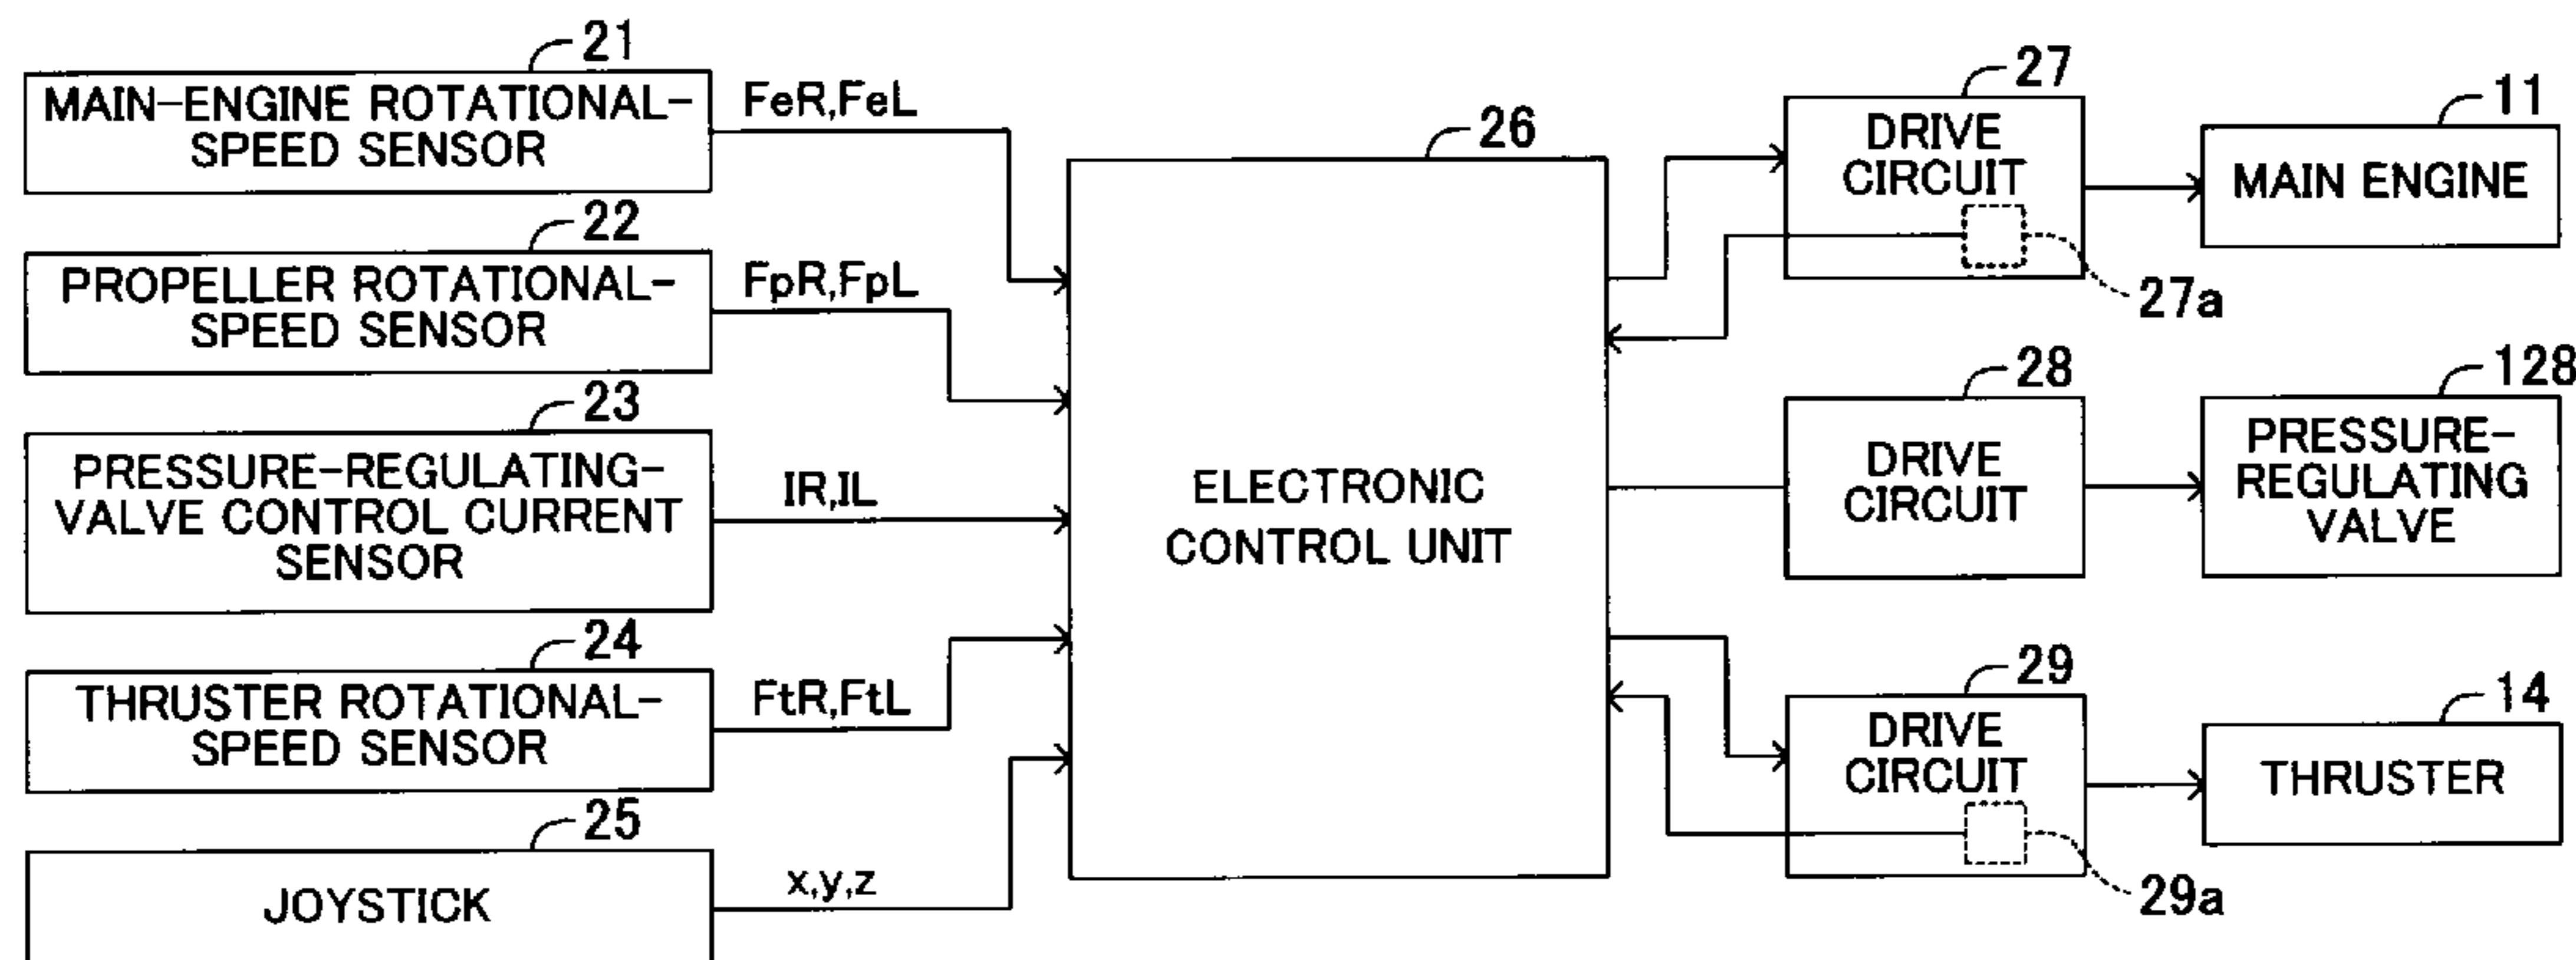 21
MAIN-ENGINE ROTATIONAL-
SPEED SENSOR
FeR,FeL
22
PROPELLER ROTATIONAL-
SPEED SENSOR
FpR,FpL
23
PRESSURE-REGULATING-
VALVE CONTROL CURRENT
SENSOR
IR,IL
24
THRUSTER ROTATIONAL-
SPEED SENSOR
FtR,FtL
25
JOYSTICK
x,y,z
26
ELECTRONIC
CONTROL UNIT
27
DRIVE
CIRCUIT
27a
11
MAIN ENGINE
28
DRIVE
CIRCUIT
128
PRESSURE-
REGULATING
VALVE
29
DRIVE
CIRCUIT
29a
14
THRUSTER